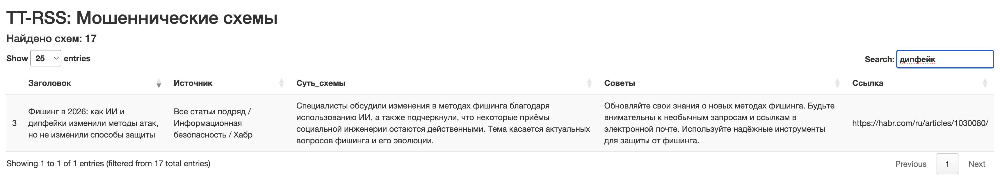 TT-RSS: Мошеннические схемы
Найдено схем: 17
Show 25 entries
Search: дипфейк
Заголовок Источник Суть_схемы Советы Ссылка
3
Фишинг в 2026: как ИИ и
дипфейки изменили методы атак,
но не изменили способы защиты
Все статьи подряд /
Информационная
безопасность / Хабр
Специалисты обсудили изменения в методах фишинга благодаря
использованию ИИ, а также подчеркнули, что некоторые приёмы
социальной инженерии остаются действенными. Тема касается актуальных
вопросов фишинга и его эволюции.
Обновляйте свои знания о новых методах фишинга. Будьте
внимательны к необычным запросам и ссылкам в
электронной почте. Используйте надёжные инструменты
для защиты от фишинга.
https://habr.com/ru/articles/1030080/
Showing 1 to 1 of 1 entries (filtered from 17 total entries)
Previous 1 Next